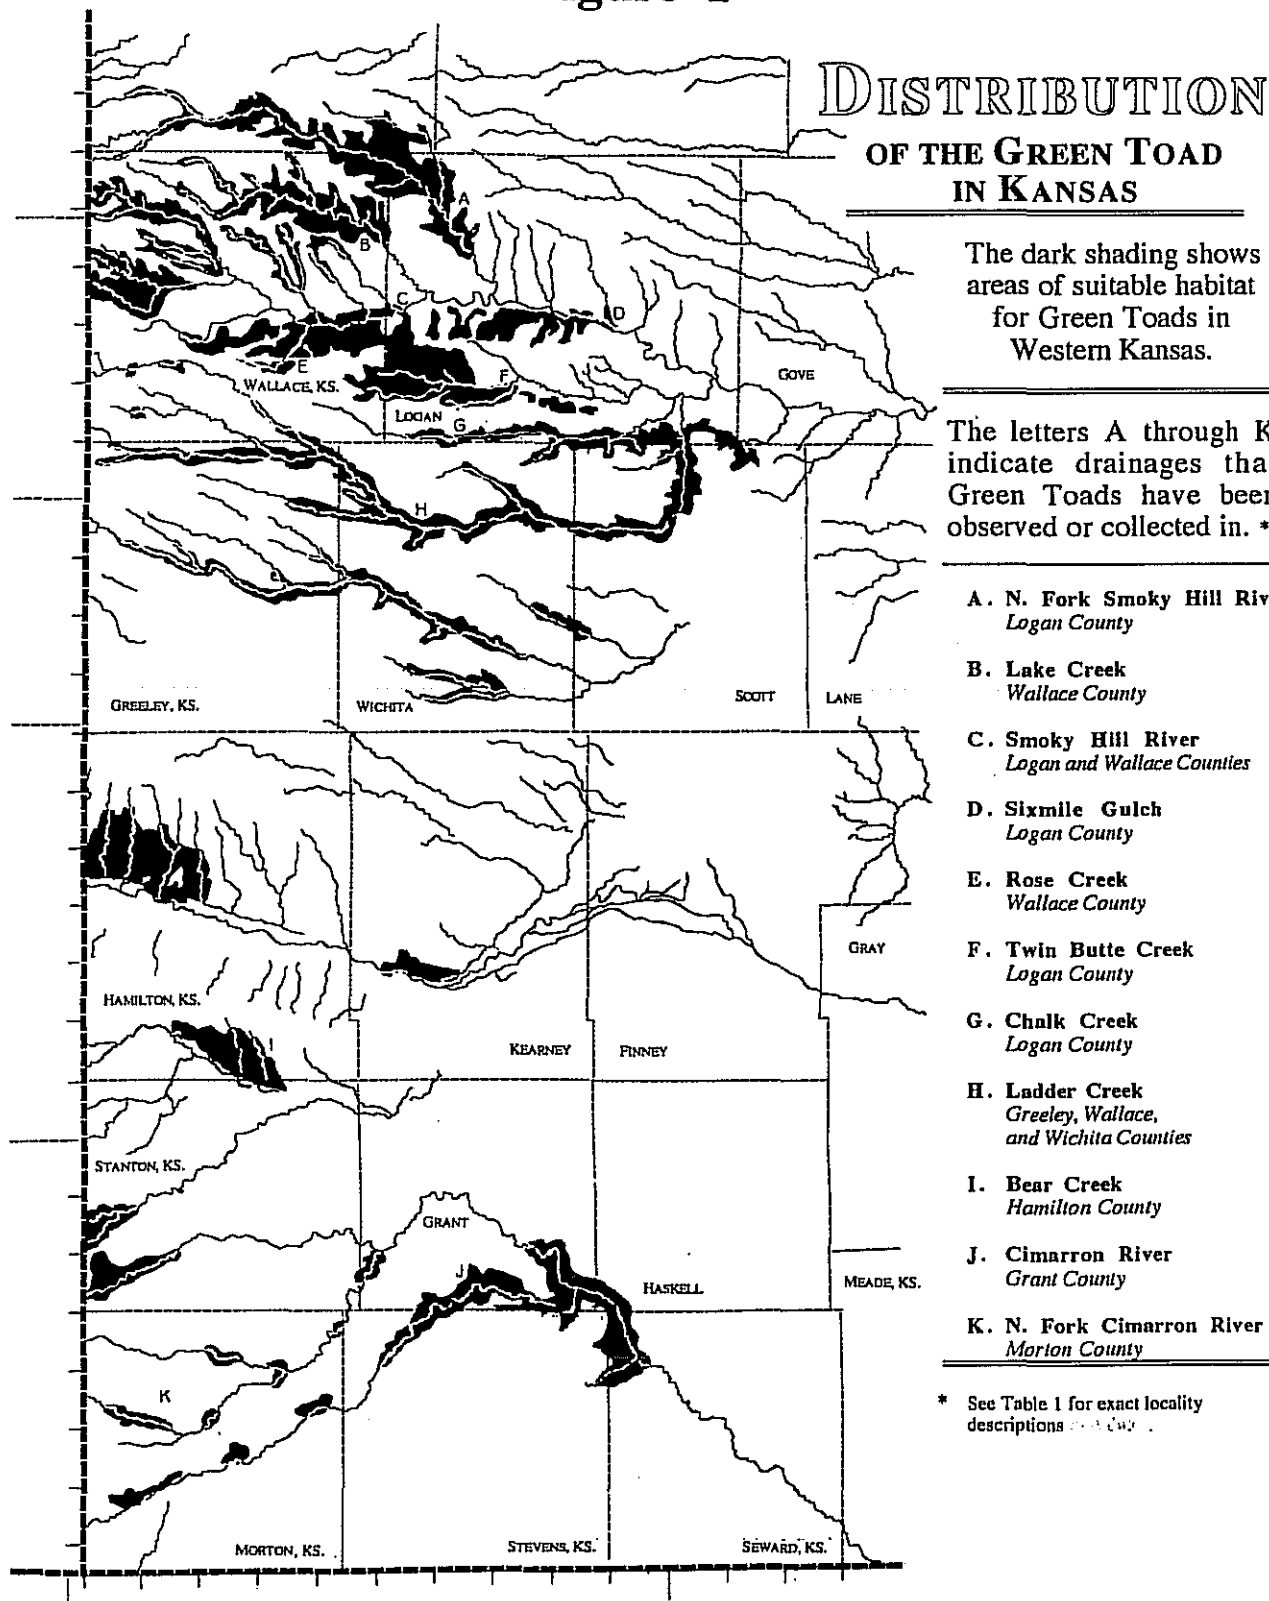 DISTRIBUTION
OF THE GREEN TOAD
IN KANSAS
The dark shading shows
areas of suitable habitat
for Green Toads in
Western Kansas.
The letters A through K
indicate drainages tha
Green Toads have been
observed or collected in. *
A. N. Fork Smoky Hill Riv
Logan County
B. Lake Creek
Wallace County
C. Smoky Hill River
Logan and Wallace Counties
D. Sixmile Gulch
Logan County
E. Rose Creek
Wallace County
F. Twin Butte Creek
Logan County
G. Chalk Creek
Logan County
H. Ladder Creek
Greeley, Wallace,
and Wichita Counties
I. Bear Creek
Hamilton County
J. Cimarron River
Grant County
K. N. Fork Cimarron River
Morton County
* See Table 1 for exact locality
descriptions
A
B
C
D
E
WALLACE, KS.
F
GOVE
LOGAN
G
H
GREELEY, KS.
WICHITA
SCOTT
LANE
GRAY
HAMILTON, KS.
I
KEARNEY
FINNEY
STANTON, KS.
GRANT
J
HASKELL
MEADE, KS.
K
MORTON, KS.
STEVENS, KS.
SEWARD, KS.